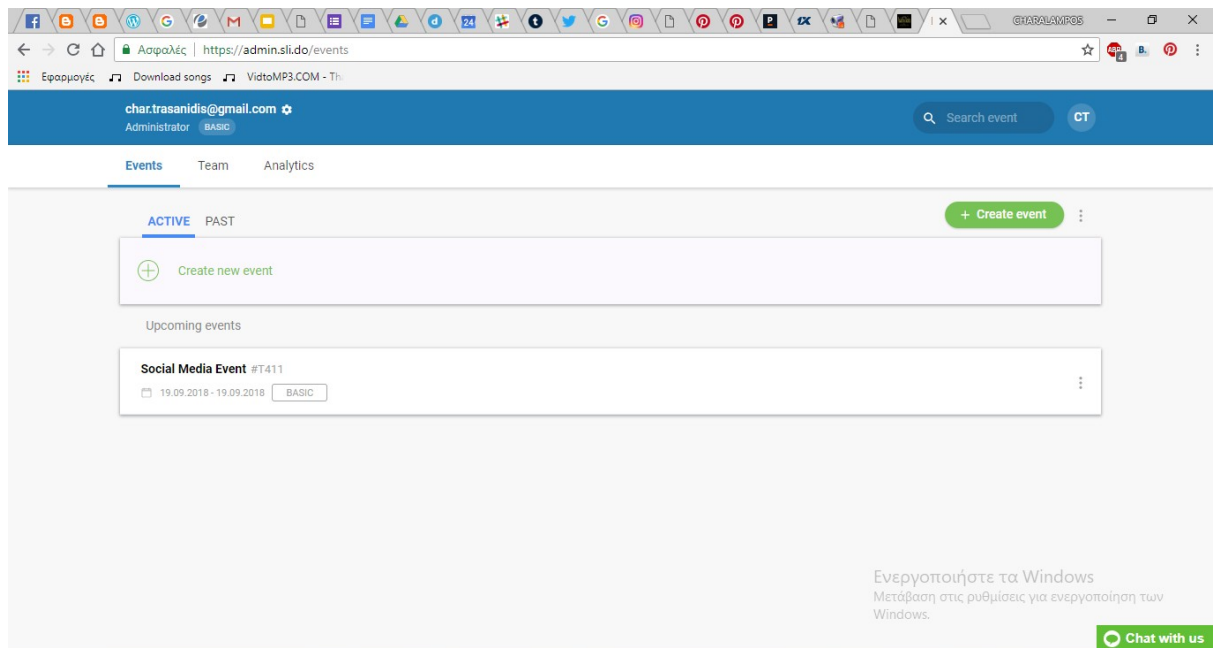 CHARALAMPOS
Ασφαλές | https://admin.sli.do/events
Εφαρμογές Download songs VidtoMP3.COM - Th
char.trasanidis@gmail.com
Administrator BASIC
Search event CT
Events Team Analytics
ACTIVE PAST
+ Create event
Create new event
Upcoming events
Social Media Event #T411
19.09.2018 - 19.09.2018 BASIC
Ενεργοποιήστε τα Windows
Μετάβαση στις ρυθμίσεις για ενεργοποίηση των
Windows.
Chat with us